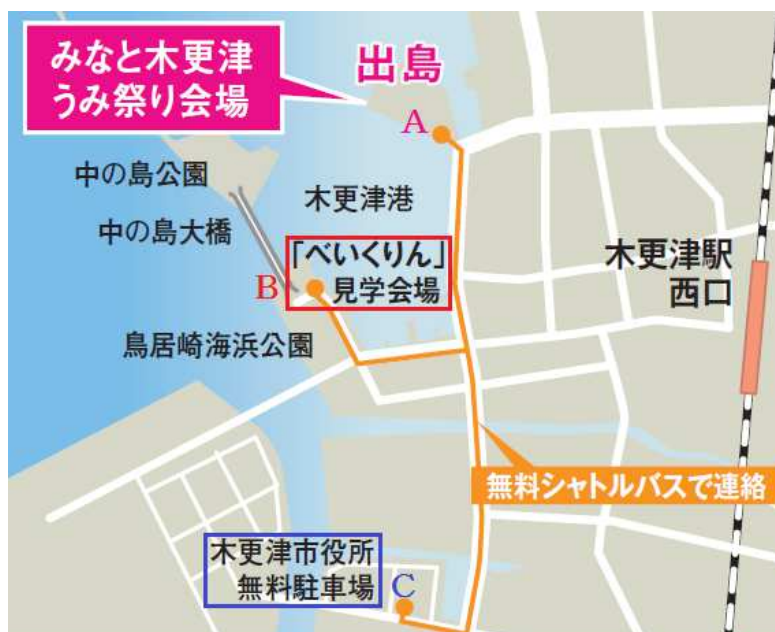 みなと木更津
うみ祭り会場
出島
A
中の島公園
木更津港
中の島大橋
「べいくりん」
B
見学会場
木更津駅
西口
鳥居崎海浜公園
無料シャトルバスで連絡
木更津市役所
無料駐車場
C